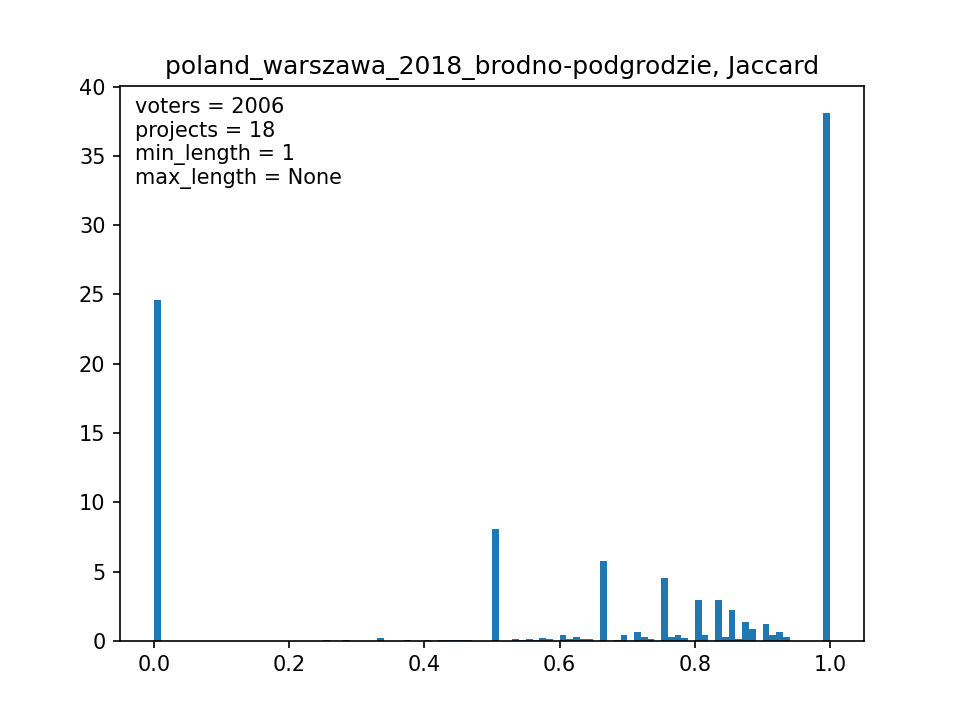 poland_warszawa_2018_brodno-podgrodzie, Jaccard
voters = 2006
projects = 18
min_length = 1
max_length = None
40
35
30
25
20
15
10
5
0
0.0 0.2 0.4 0.6 0.8 1.0